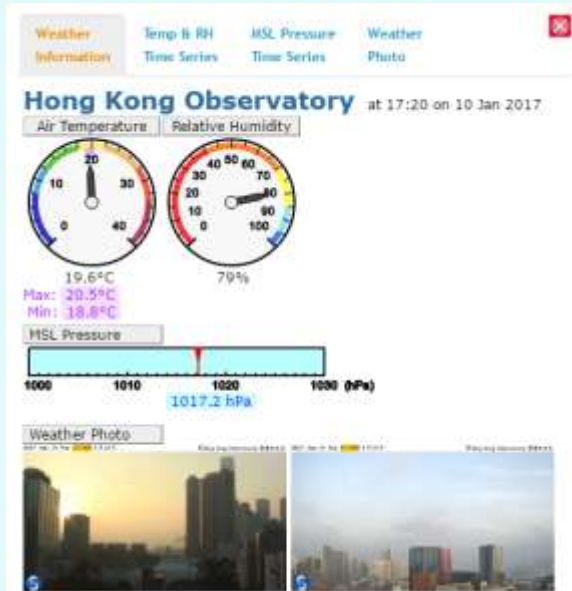 Weather Information
Temp & RH Time Series
MSL Pressure Time Series
Weather Photo
Hong Kong Observatory at 17:20 on 10 Jan 2017
Air Temperature Relative Humidity
0 10 20 30 40
0 10 20 30 40 50 60 70 80 90 100
19.6°C 79%
Max: 20.5°C
Min: 18.8°C
MSL Pressure
1000 1010 1020 1030 (hPa)
1017.2 hPa
Weather Photo